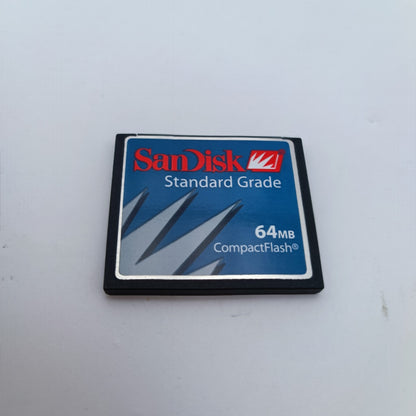 SanDisk
Standard Grade
64MB
CompactFlash®